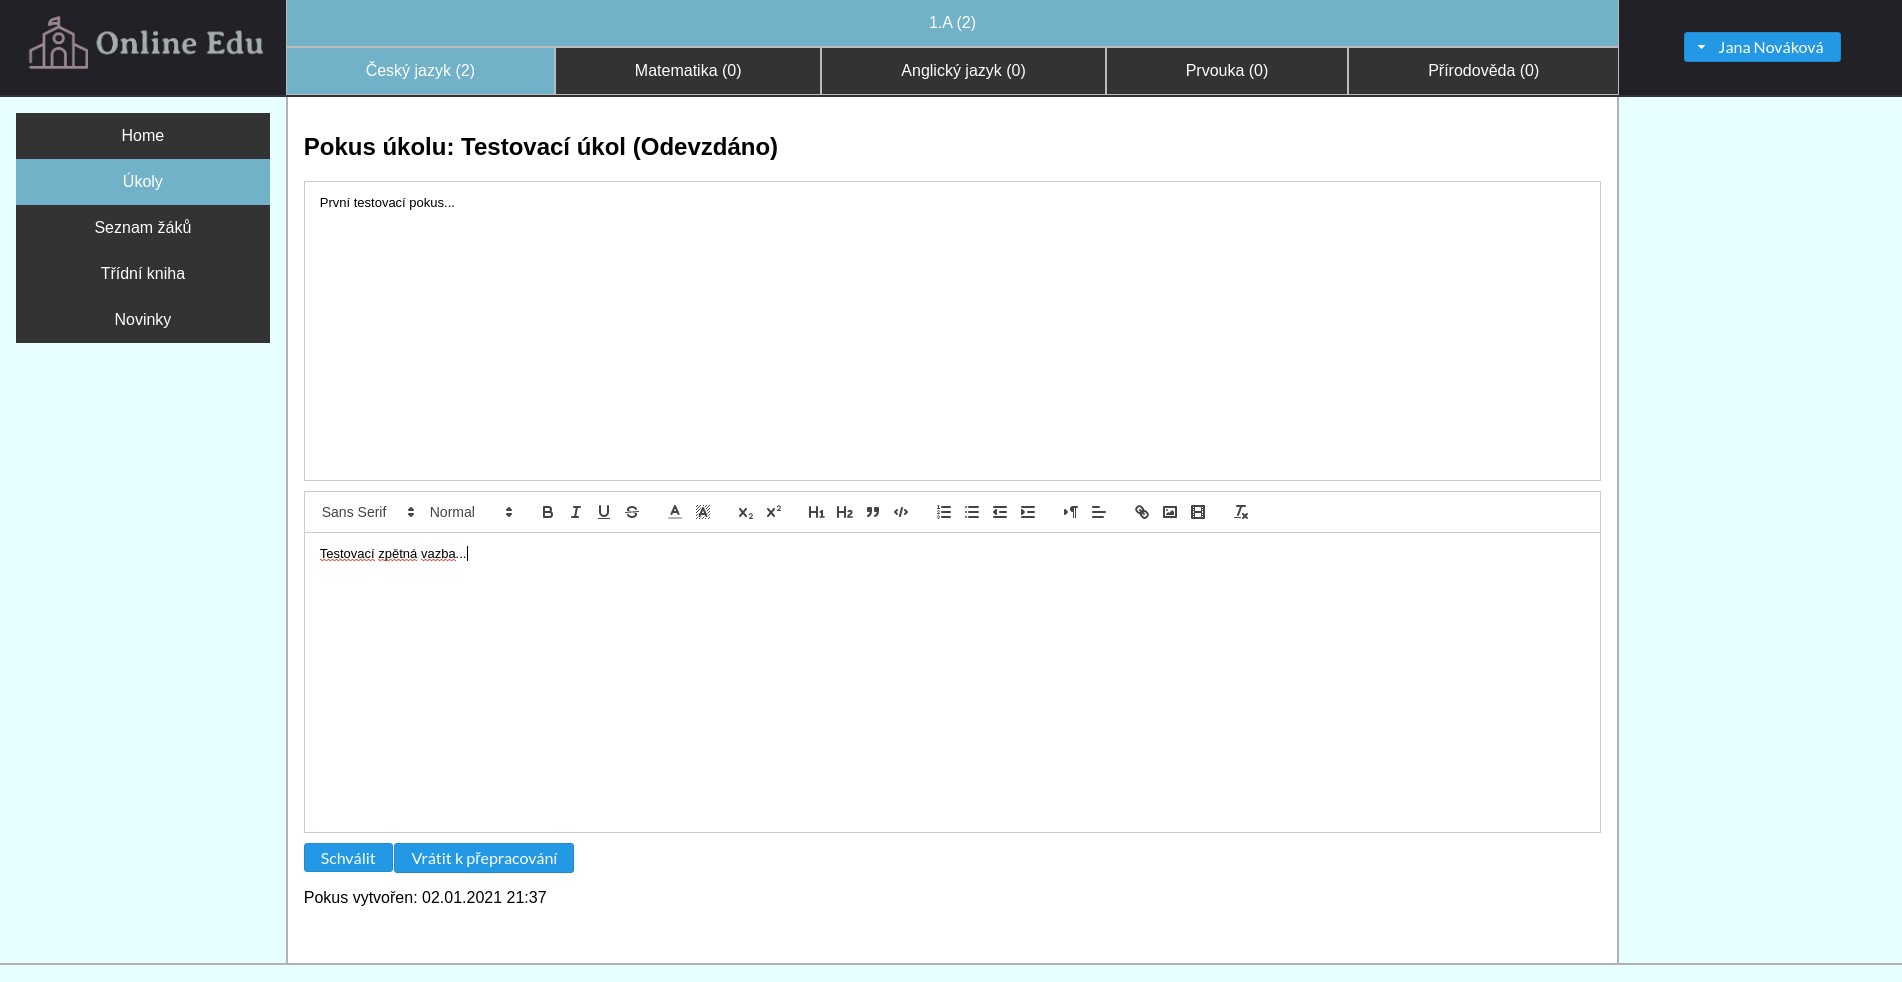 Online Edu
1.A (2)
Český jazyk (2)
Matematika (0)
Anglický jazyk (0)
Prvouka (0)
Přírodověda (0)
Jana Nováková
Home
Úkoly
Seznam žáků
Třídní kniha
Novinky
Pokus úkolu: Testovací úkol (Odevzdáno)
První testovací pokus...
Sans Serif Normal
Testovací zpětná vazba...
Schválit Vrátit k přepracování
Pokus vytvořen: 02.01.2021 21:37